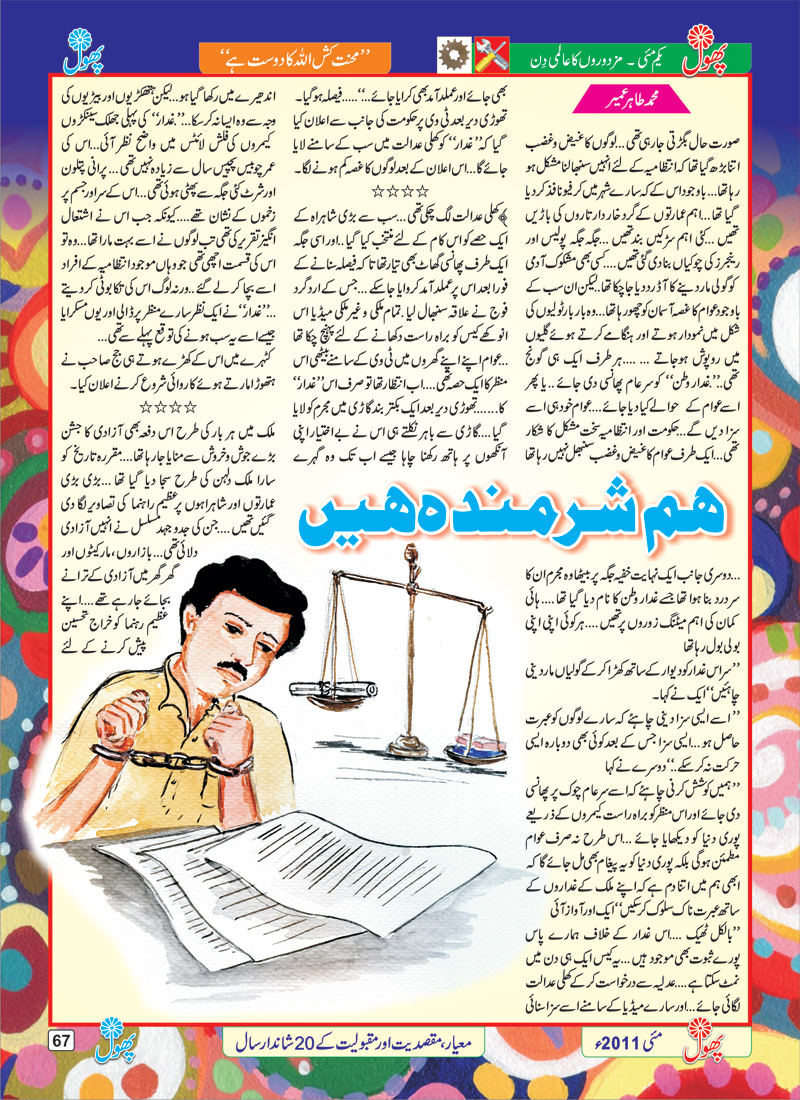 پھول
یکم مئی ۔ مزدوروں کا عالمی دِن
”محنت کش اللہ کا دوست ہے“
پھول
محمد طاہر عمیر
صورت حال بگڑتی جا رہی تھی...لوگوں کا غیض و غضب
اتنا بڑھ گیا تھا کہ انتظامیہ کے لئے انہیں سنبھالنا مشکل ہو
رہا تھا...باوجود اس کے کہ سارے شہر میں کرفیو نافذ کر دیا
گیا تھا...اہم عمارتوں کے گرد خاردار تاروں کی باڑیں
تھیں...کئی اہم سڑکیں بند تھیں...جگہ جگہ پولیس اور
رینجرز کی چوکیاں بنا دی گئی تھیں...کسی بھی مشکوک آدمی
کو گولی مار دینے کا آرڈر دیا جا چکا تھا..لیکن ان سب کے
باوجود عوام کا غصہ آسمان کو چھو رہا تھا...وہ بار بار ٹولیوں کی
شکل میں نمودار ہوتے اور ہنگامے کرتے ہوئے گلیوں
میں روپوش ہو جاتے... ....ہر طرف ایک ہی گونج
تھی..”غدار وطن“ کو سر عام پھانسی دی جائے..یا پھر
اسے عوام کے حوالے کیا دیا جائے...عوام خود ہی اسے
سزا دیں گے...حکومت اور انتظامیہ سخت مشکل کا شکار
تھی...ایک طرف عوام کا غیض و غضب سنبھل نہیں رہا تھا
ھم شرمندہ ھیں
...دوسری جانب ایک نہایت خفیہ جگہ پر بیٹھا وہ مجرم ان کا
سر درد بنا ہوا تھا جسے غدار وطن کا نام دیا گیا تھا....ہائی
کمان کی اہم میٹنگ زوروں پر تھیں....ہر کوئی اپنی اپنی
بولی بول رہا تھا
”سر اس غدار کو دیوار کے ساتھ کھڑا کر کے گولیاں مار دینی
چاہئیں“ ایک نے کہا۔
”اسے ایسی سزا دینی چاہئے کہ سارے لوگوں کو عبرت
حاصل ہو...ایسی سزا جس کے بعد کوئی بھی دوبارہ ایسی
حرکت نہ کر سکے..“ دوسرے نے کہا
”ہمیں کوشش کرنی چاہئے کہ اسے سر عام چوک پر پھانسی
دی جائے اور اس منظر کو براہ راست کیمروں کے ذریعے
پوری دنیا کو دیکھایا جائے...اس طرح نہ صرف عوام
مطمئن ہوگی بلکہ پوری دنیا کو یہ پیغام بھی مل جائے گا کہ
ابھی ہم میں اتنا دم ہے کہ اپنے ملک کے غداروں کے
ساتھ عبرت ناک سلوک کر سکیں“ ایک اور آواز آئی
”بالکل ٹھیک....اس غدار کے خلاف ہمارے پاس
پورے ثبوت بھی موجود ہیں...یہ کیس ایک ہی دن میں
نمٹ سکتا ہے....عدلیہ سے درخواست کر کے کھلی عدالت
لگائی جائے...اور سارے میڈیا کے سامنے اسے سزا سنائی
بھی جائے اور عملدرآمد بھی کرایا جائے..“.....فیصلہ ہو گیا۔
تھوڑی دیر بعد ٹی وی پر حکومت کی جانب سے اعلان کیا
گیا کہ ”غدار“ کو کھلی عدالت میں سب کے سامنے لایا
جائے گا...اس اعلان کے بعد لوگوں کا غصہ کم ہونے لگا۔
☆☆☆☆
کھلی عدالت لگ چکی تھی...سب سے بڑی شاہراہ کے
ایک حصے کو اس کام کے لئے منتخب کیا گیا..اور اسی جگہ
ایک طرف پھانسی گھاٹ بھی تیار تھا تا کہ فیصلہ سنانے کے
فورا بعد اس پر عملدرآمد کروایا جا سکے...جس کے ارد گرد
فوج نے علاقہ سنبھال لیا۔تمام ملکی و غیر ملکی میڈیا اس
انوکھے کیس کو براہ راست دکھانے کے لئے پہنچ چکا تھا
...عوام اپنے اپنے گھروں میں ٹی وی کے سامنے بیٹھی اس
منظر کا ایک حصہ تھی...اب انتظار تھا تو صرف اس ”غدار“
کا......تھوڑی دیر بعد ایک بکتر بند گاڑی میں مجرم کو لایا
گیا....گاڑی سے باہر نکلتے ہی اس نے بے اختیار اپنی
آنکھوں پر ہاتھ رکھنا چاہا جیسے اب تک وہ گہرے
اندھیرے میں رکھا گیا ہو...لیکن ہتھکڑیوں اور بیڑیوں کی
وجہ سے وہ ایسا نہ کر سکا...”غدار“ کی پہلی جھلک سینکڑوں
کیمروں کی فلش لائٹس میں واضح نظر آئی...اس کی
عمر چوبیس پچیس سال سے زیادہ نہیں تھی...پرانی پتلون
اور شرٹ کئی جگہ سے پھٹی ہوئی تھی...اس کے سر اور جسم پر
زخموں کے نشان تھے....کیونکہ جب اس نے اشتعال
انگیز تقریر کی تھی تب لوگوں نے اسے بہت مارا تھا...وہ تو
اس کی قسمت اچھی تھی جو وہاں موجود انتظامیہ کے افراد
اسے بچا کر لے گئے..ورنہ لوگ اس کی تکا بوٹی کر دیتے
...”غدار“ نے ایک نظر سارے منظر پر ڈالی اور یوں مسکرایا
جیسے اسے یہ سب ہونے کی توقع پہلے سے تھی...
کٹہرے میں اس کے کھڑے ہوتے ہی جج صاحب نے
ہتھوڑا مارتے ہوئے کاروائی شروع کرنے اعلان کیا۔
☆☆☆☆
ملک میں ہر بار کی طرح اس دفعہ بھی آزادی کا جشن
بڑے جوش و خروش سے منایا جا رہا تھا....مقررہ تاریخ کو
سارا ملک دلہن کی طرح سجا دیا گیا تھا...بڑی بڑی
عمارتوں اور شاہراہوں پر عظیم راہنما کی تصاویر لگا دی
گئیں تھیں....جن کی جدوجہد مسلسل نے انہیں آزادی
دلائی تھی...بازاروں، مارکیٹوں اور
گھر گھر میں آزادی کے ترانے
بجائے جا رہے تھے....اپنے
عظیم راہنما کو خراج تحسین
پیش کرنے کے لئے
پھول
مئی 2011ء
معیار، مقصدیت اور مقبولیت کے 20 شاندار سال
پھول
67